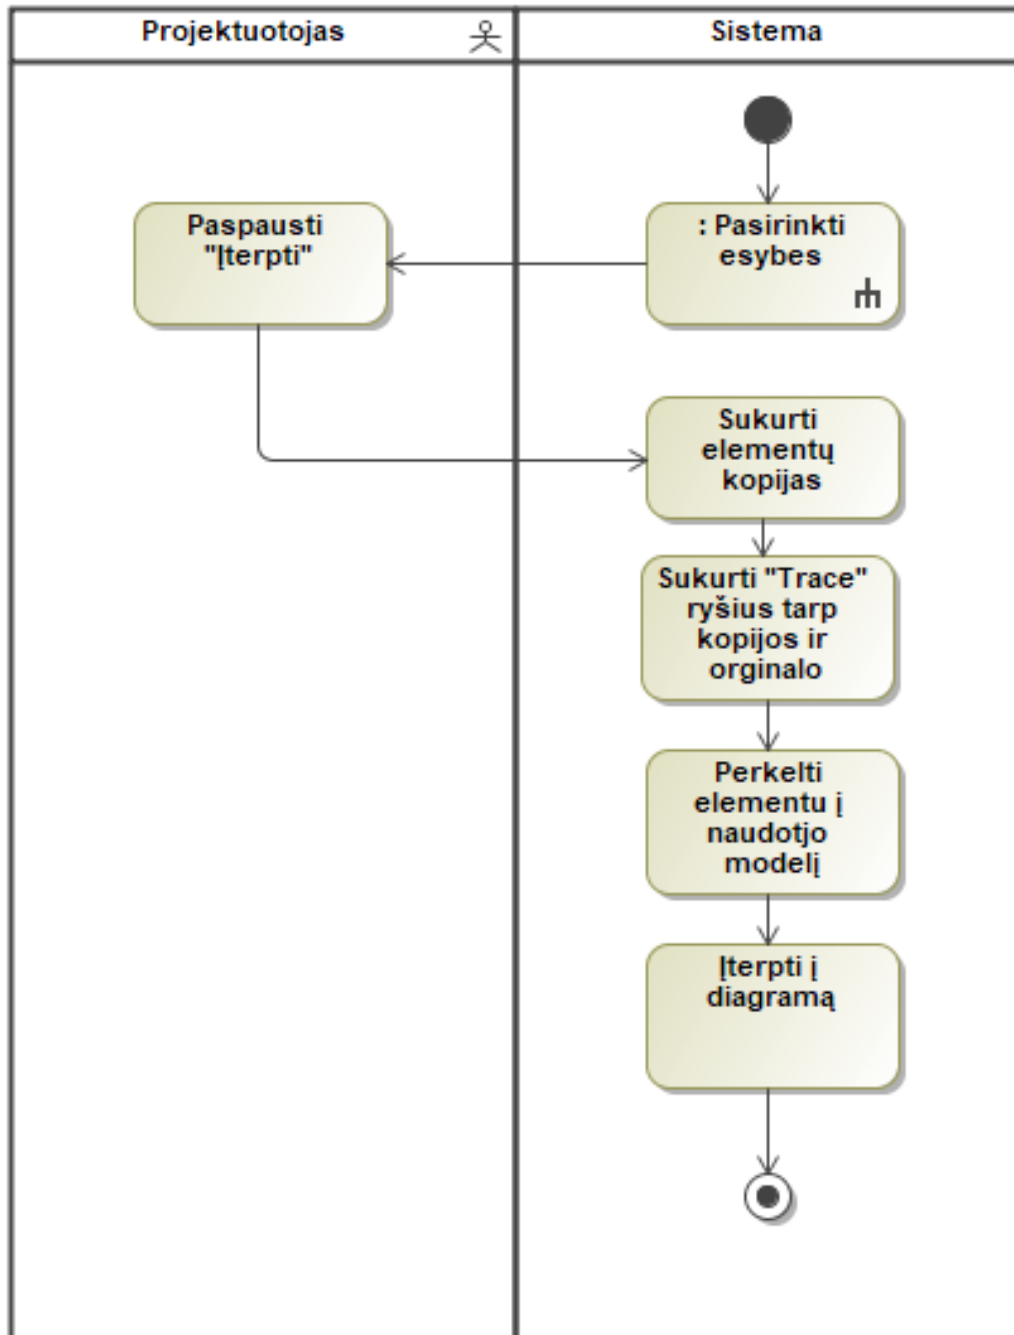 Projektuotojas
Sistema
Paspausti
"Įterpti"
: Pasirinkti
esybes
Sukurti
elementų
kopijas
Sukurti "Trace"
ryšius tarp
kopijos ir
orginalo
Perkelti
elementu į
naudotjo
modelį
Įterpti į
diagramą